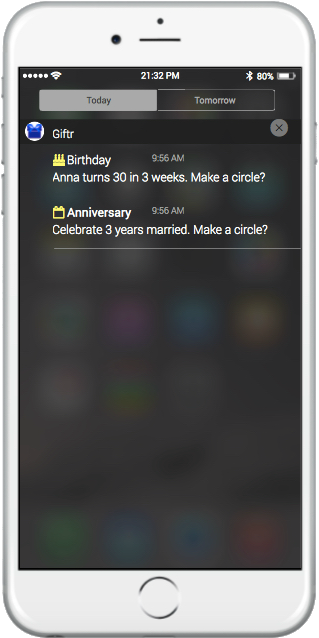 21:32 PM
80%
Today
Tomorrow
Giftr
Birthday 9:56 AM
Anna turns 30 in 3 weeks. Make a circle?
Anniversary 9:56 AM
Celebrate 3 years married. Make a circle?